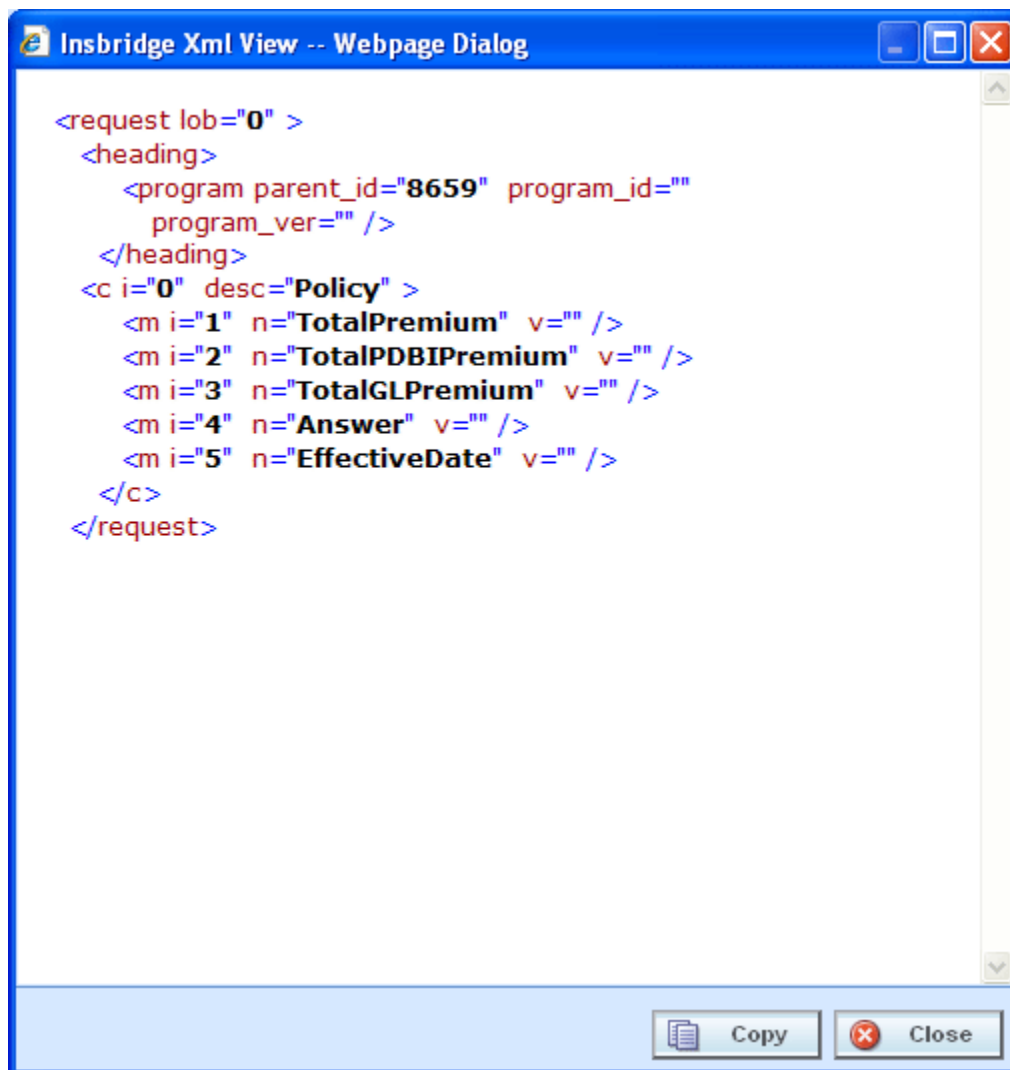 Insbridge Xml View -- Webpage Dialog
<request lob="0" >
<heading>
<program parent_id="8659" program_id=""
program_ver="" />
</heading>
<c i="0" desc="Policy" >
<m i="1" n="TotalPremium" v="" />
<m i="2" n="TotalPDBIPremium" v="" />
<m i="3" n="TotalGLPremium" v="" />
<m i="4" n="Answer" v="" />
<m i="5" n="EffectiveDate" v="" />
</c>
</request>
Copy Close